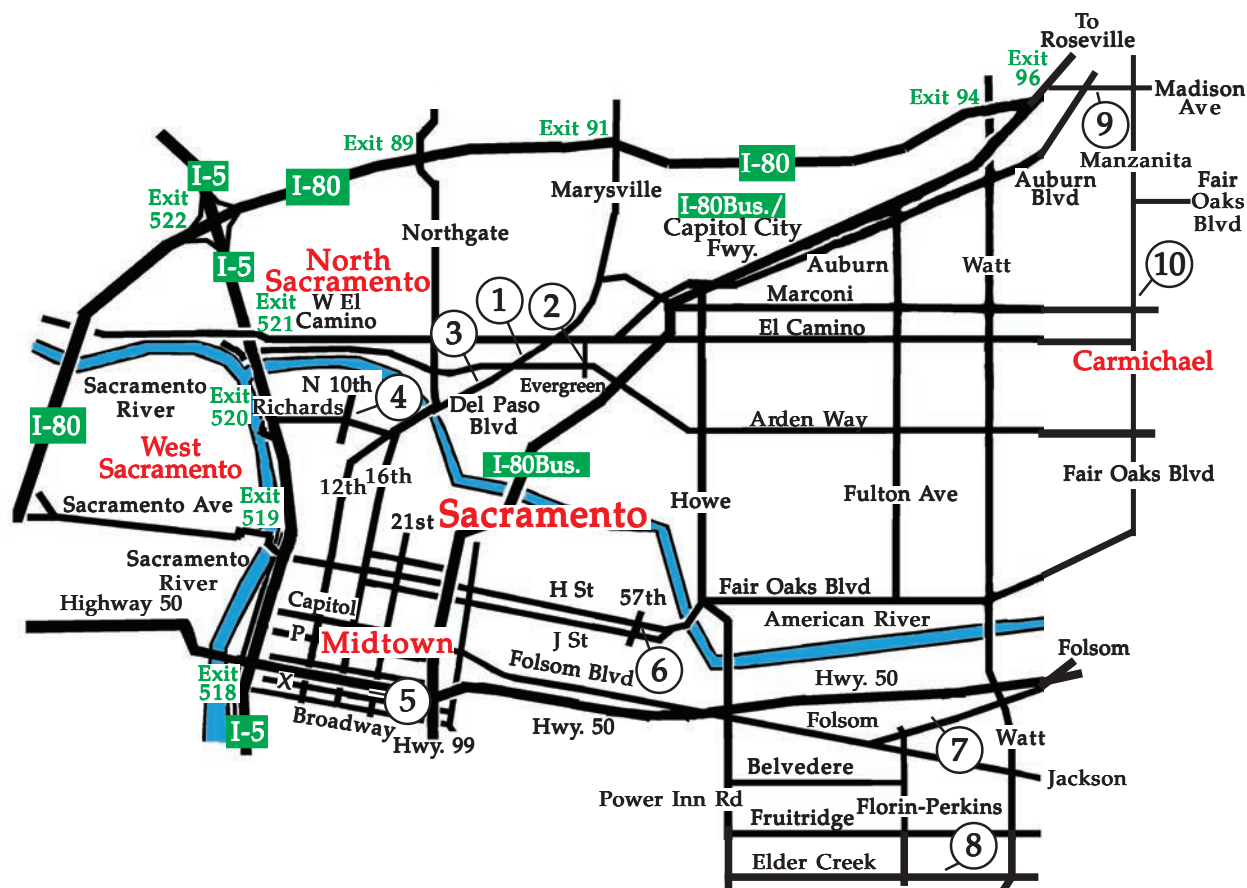 To
Roseville
Exit
96
Exit 94
Madison
Ave
9
Exit 91
Exit 89
I-80
Manzanita
I-5
I-80
Marysville
Auburn
Blvd
Fair
Oaks
Blvd
Exit
522
I-80Bus./
Capitol City
Fwy.
Northgate
North
Sacramento
I-5
Auburn
Watt
10
Exit
521
W El
Camino
1
2
3
Marconi
El Camino
Carmichael
Sacramento
River
N 10th
Richards
4
Evergreen
Exit
520
Del Paso
Blvd
Arden Way
I-80
West
Sacramento
I-80Bus.
Fair Oaks Blvd
12th
16th
Sacramento Ave
Exit
519
21st
Sacramento
Howe
Fulton Ave
Sacramento
River
Highway 50
H St
57th
Fair Oaks Blvd
American River
Capitol
P
Midtown
J St
Folsom Blvd
6
Folsom
Exit
518
X
5
Hwy. 50
Broadway
Hwy. 50
Folsom
7
I-5
Hwy. 99
Watt
Belvedere
Jackson
Power Inn Rd
Florin-Perkins
Fruitridge
8
Elder Creek